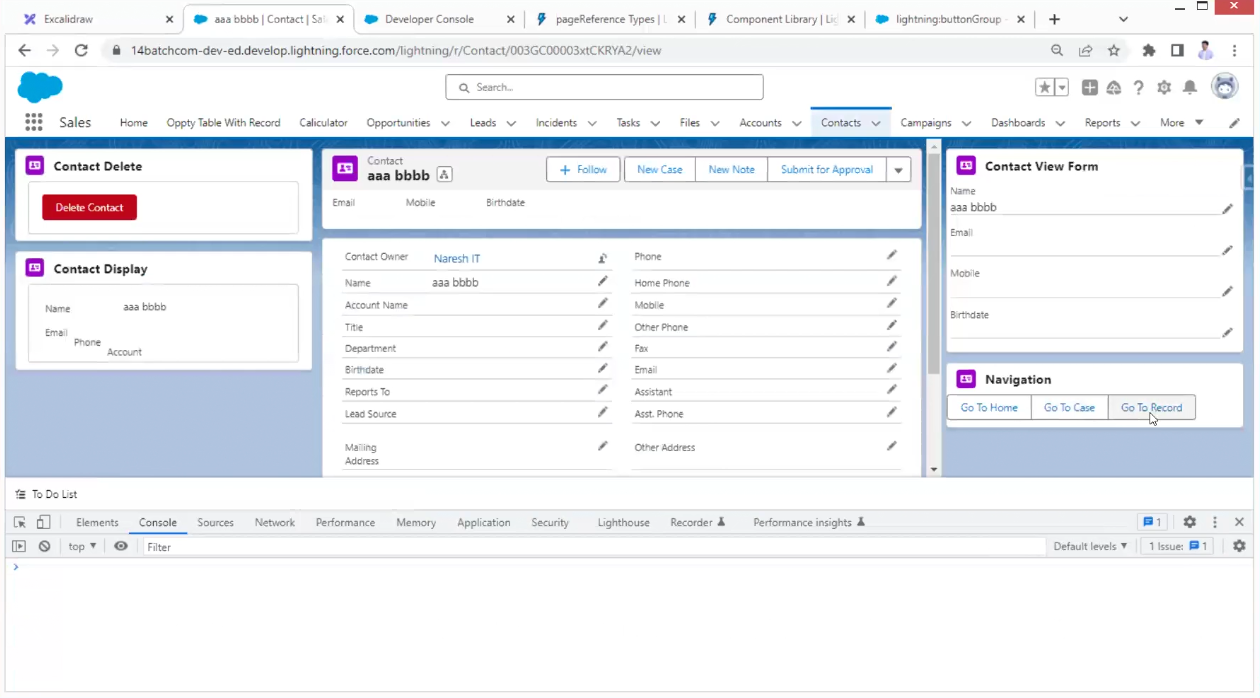 Excalidraw
aaa bbbb | Contact | Sal
Developer Console
pageReference Types | L
Component Library | Lig
lightning:buttonGroup -
14batchcom-dev-ed.develop.lightning.force.com/lightning/r/Contact/003GC00003xtCKRYA2/view
Search...
Sales Home Oppty Table With Record Calculator Opportunities Leads Incidents Tasks Files Accounts Contacts Campaigns Dashboards Reports More
Contact Delete
Delete Contact
Contact Display
Name aaa bbbb
Email
Phone
Account
Contact
aaa bbbb
+ Follow New Case New Note Submit for Approval
Email Mobile Birthdate
Contact Owner Naresh IT Phone
Name aaa bbbb Home Phone
Account Name Mobile
Title Other Phone
Department Fax
Birthdate Email
Reports To Assistant
Lead Source Asst. Phone
Mailing Address Other Address
Contact View Form
Name
aaa bbbb
Email
Mobile
Birthdate
Navigation
Go To Home Go To Case Go To Record
To Do List
Elements Console Sources Network Performance Memory Application Security Lighthouse Recorder Performance insights 1
top Filter Default levels 1 Issue: 1